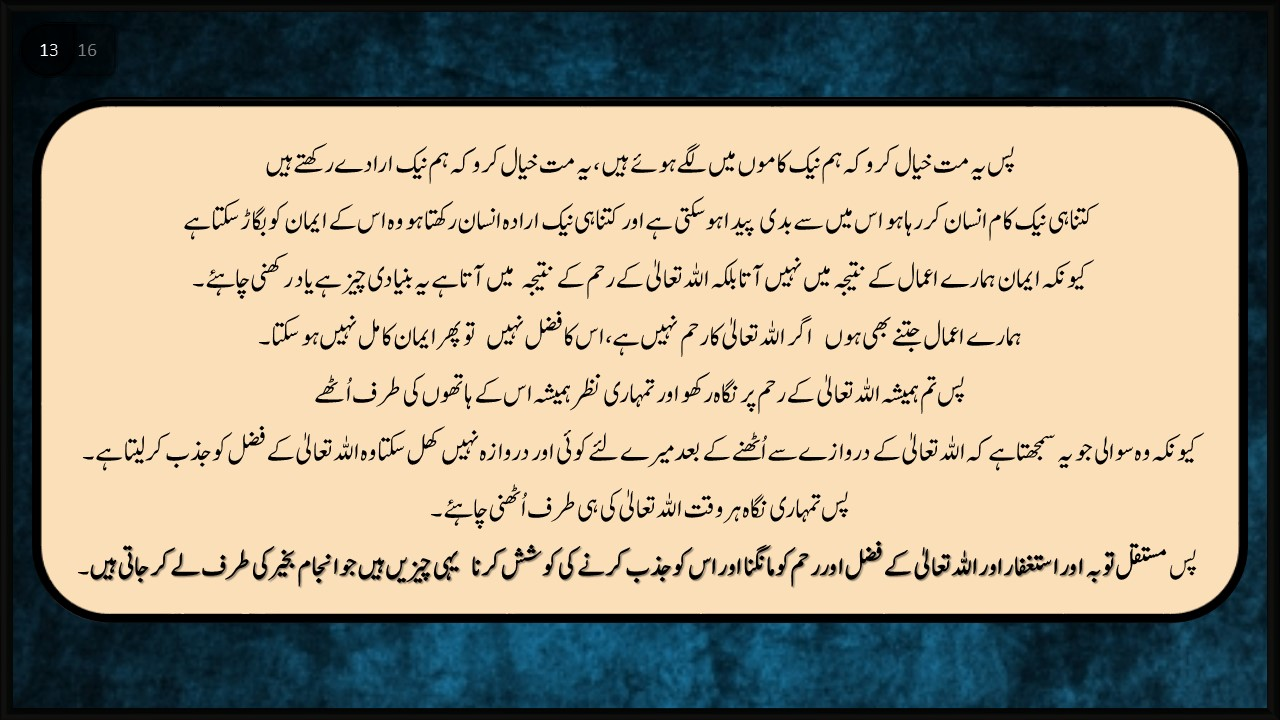 13 16
پس یہ مت خیال کرو کہ ہم نیک کاموں میں لگے ہوئے ہیں، یہ مت خیال کرو کہ ہم نیک ارادے رکھتے ہیں
کتنا ہی نیک کام انسان کر رہا ہو اس میں سے بدی پیدا ہو سکتی ہے اور کتنا ہی نیک ارادہ انسان رکھتا ہو وہ اس کے ایمان کو بگاڑ سکتا ہے
کیونکہ ایمان ہمارے اعمال کے نتیجہ میں نہیں آتا بلکہ اللہ تعالیٰ کے رحم کے نتیجہ میں آتا ہے یہ بنیادی چیز ہے یاد رکھنی چاہئے۔
ہمارے اعمال جتنے بھی ہوں اگر اللہ تعالیٰ کا رحم نہیں ہے، اس کا فضل نہیں تو پھر ایمان کامل نہیں ہو سکتا۔
پس تم ہمیشہ اللہ تعالیٰ کے رحم پر نگاہ رکھو اور تمہاری نظر ہمیشہ اس کے ہاتھوں کی طرف اُٹھے
کیونکہ وہ سوالی جو یہ سمجھتا ہے کہ اللہ تعالیٰ کے دروازے سے اُٹھنے کے بعد میرے لئے کوئی اور دروازہ نہیں کھل سکتا وہ اللہ تعالیٰ کے فضل کو جذب کر لیتا ہے۔
پس تمہاری نگاہ ہر وقت اللہ تعالیٰ کی ہی طرف اُٹھنی چاہئے۔
پس مستقل توبہ اور استغفار اور اللہ تعالیٰ کے فضل اور رحم کو مانگنا اور اس کو جذب کرنے کی کوشش کرنا یہی چیزیں ہیں جو انجام بخیر کی طرف لے کر جاتی ہیں۔